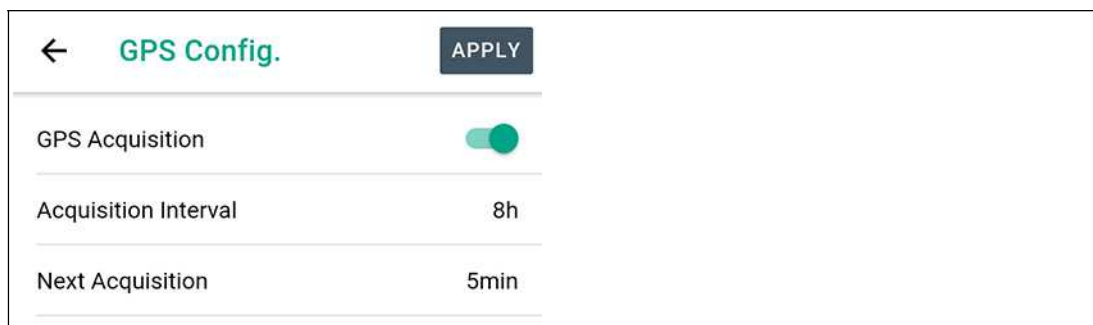 GPS Config. APPLY
GPS Acquisition
Acquisition Interval 8h
Next Acquisition 5min